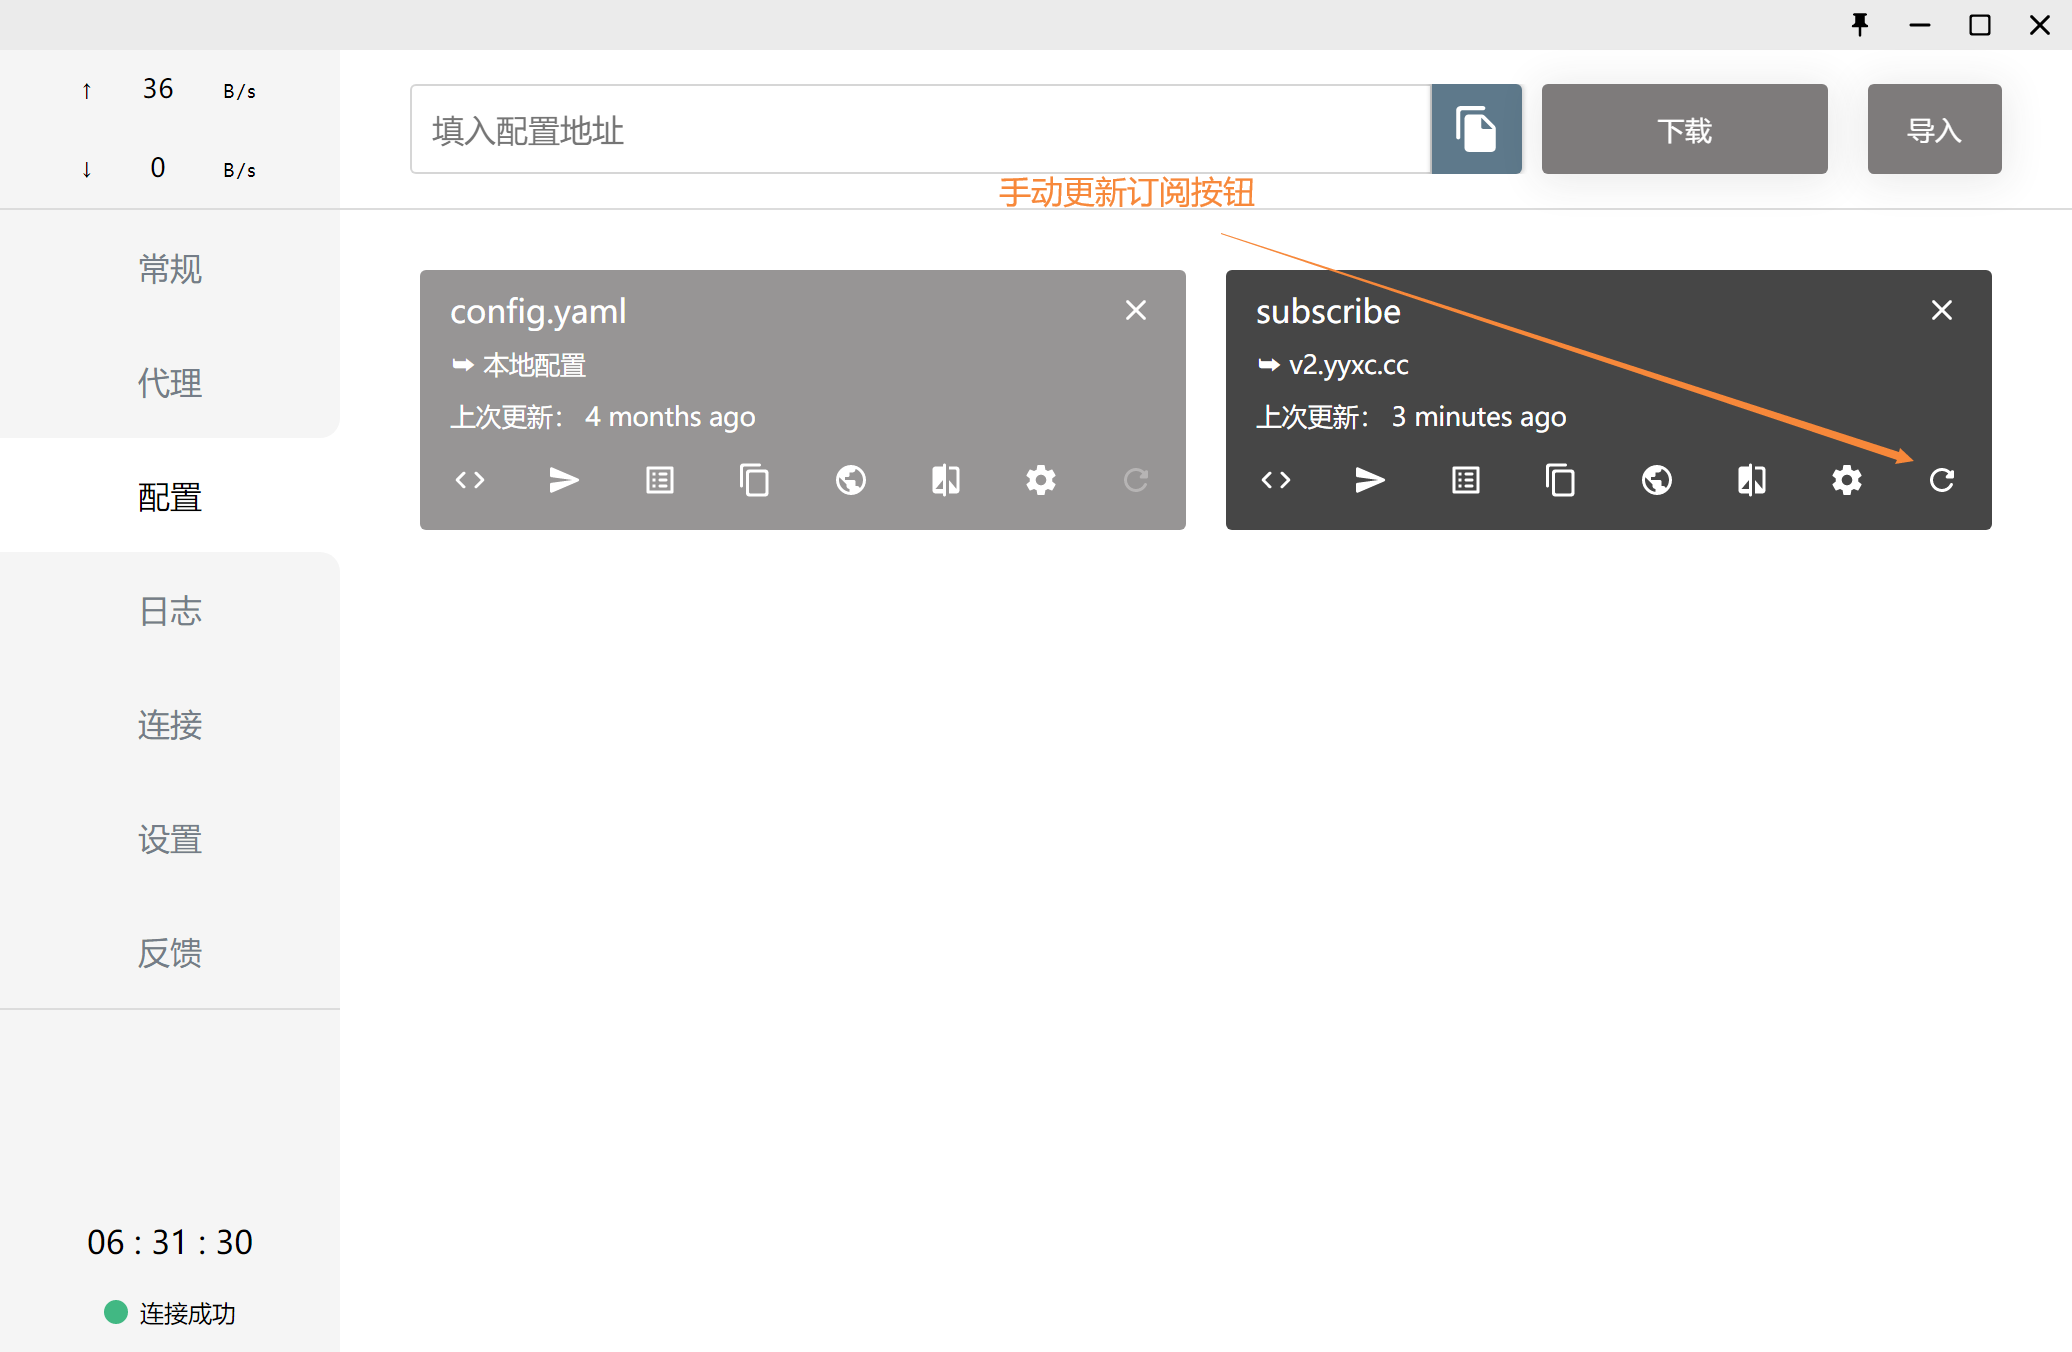 ↑ 36 B/s
↓ 0 B/s
常规
代理
配置
日志
连接
设置
反馈
06 : 31 : 30
连接成功
填入配置地址
下载
导入
手动更新订阅按钮
config.yaml
本地配置
上次更新： 4 months ago
subscribe
v2.yyxc.cc
上次更新： 3 minutes ago